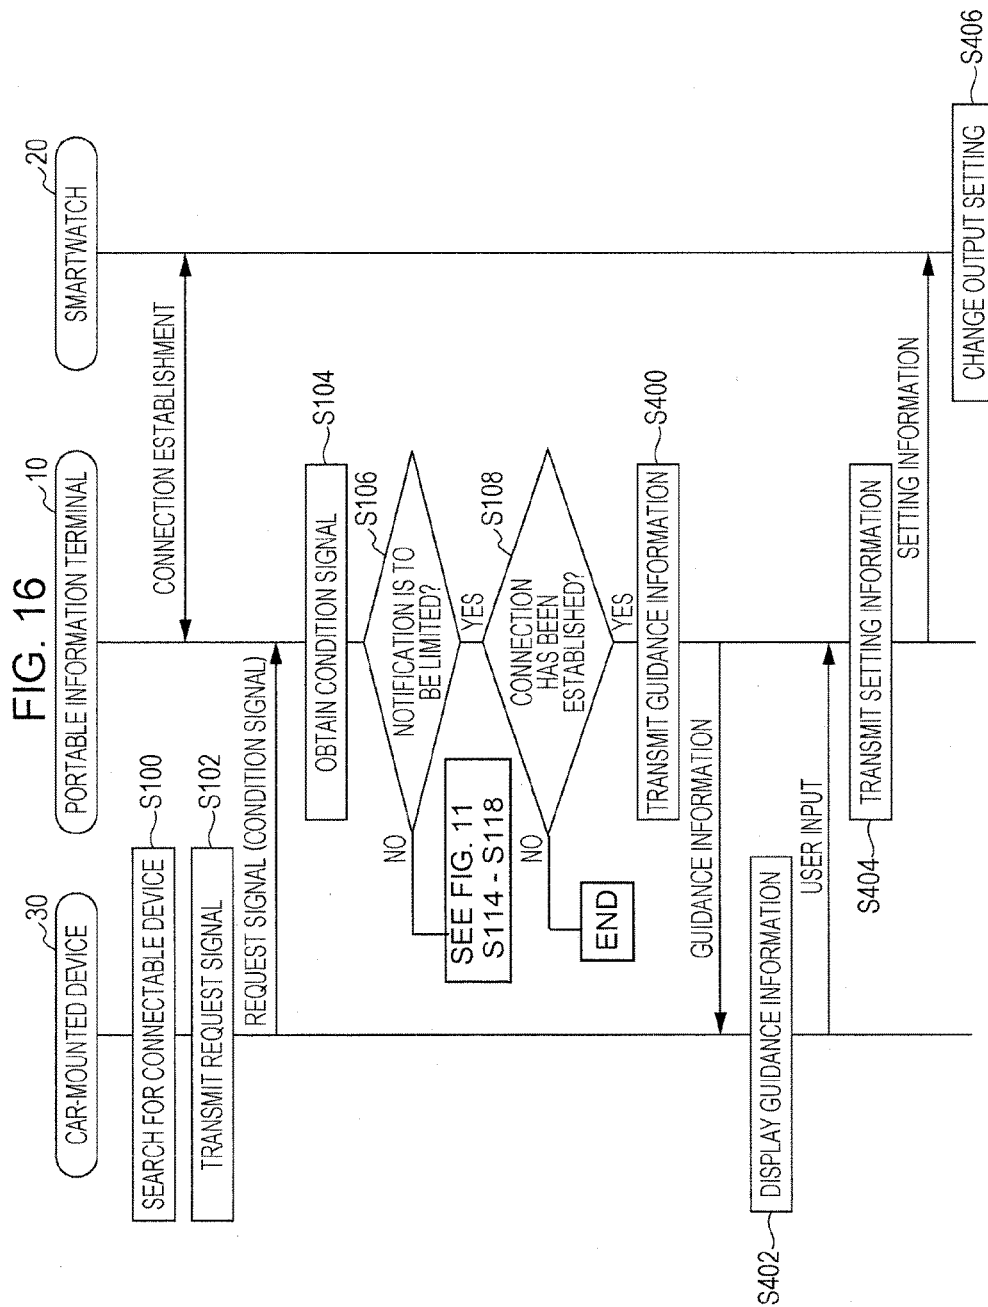 FIG. 16
CAR-MOUNTED DEVICE
30
PORTABLE INFORMATION TERMINAL
10
SMARTWATCH
20
SEARCH FOR CONNECTABLE DEVICE
S100
CONNECTION ESTABLISHMENT
TRANSMIT REQUEST SIGNAL
S102
REQUEST SIGNAL (CONDITION SIGNAL)
OBTAIN CONDITION SIGNAL
S104
NOTIFICATION IS TO
BE LIMITED?
S106
NO
YES
SEE FIG. 11
S114 - S118
CONNECTION
HAS BEEN
ESTABLISHED?
S108
NO
YES
END
TRANSMIT GUIDANCE INFORMATION
S400
GUIDANCE INFORMATION
S402
DISPLAY GUIDANCE INFORMATION
USER INPUT
S404
TRANSMIT SETTING INFORMATION
SETTING INFORMATION
CHANGE OUTPUT SETTING
S406